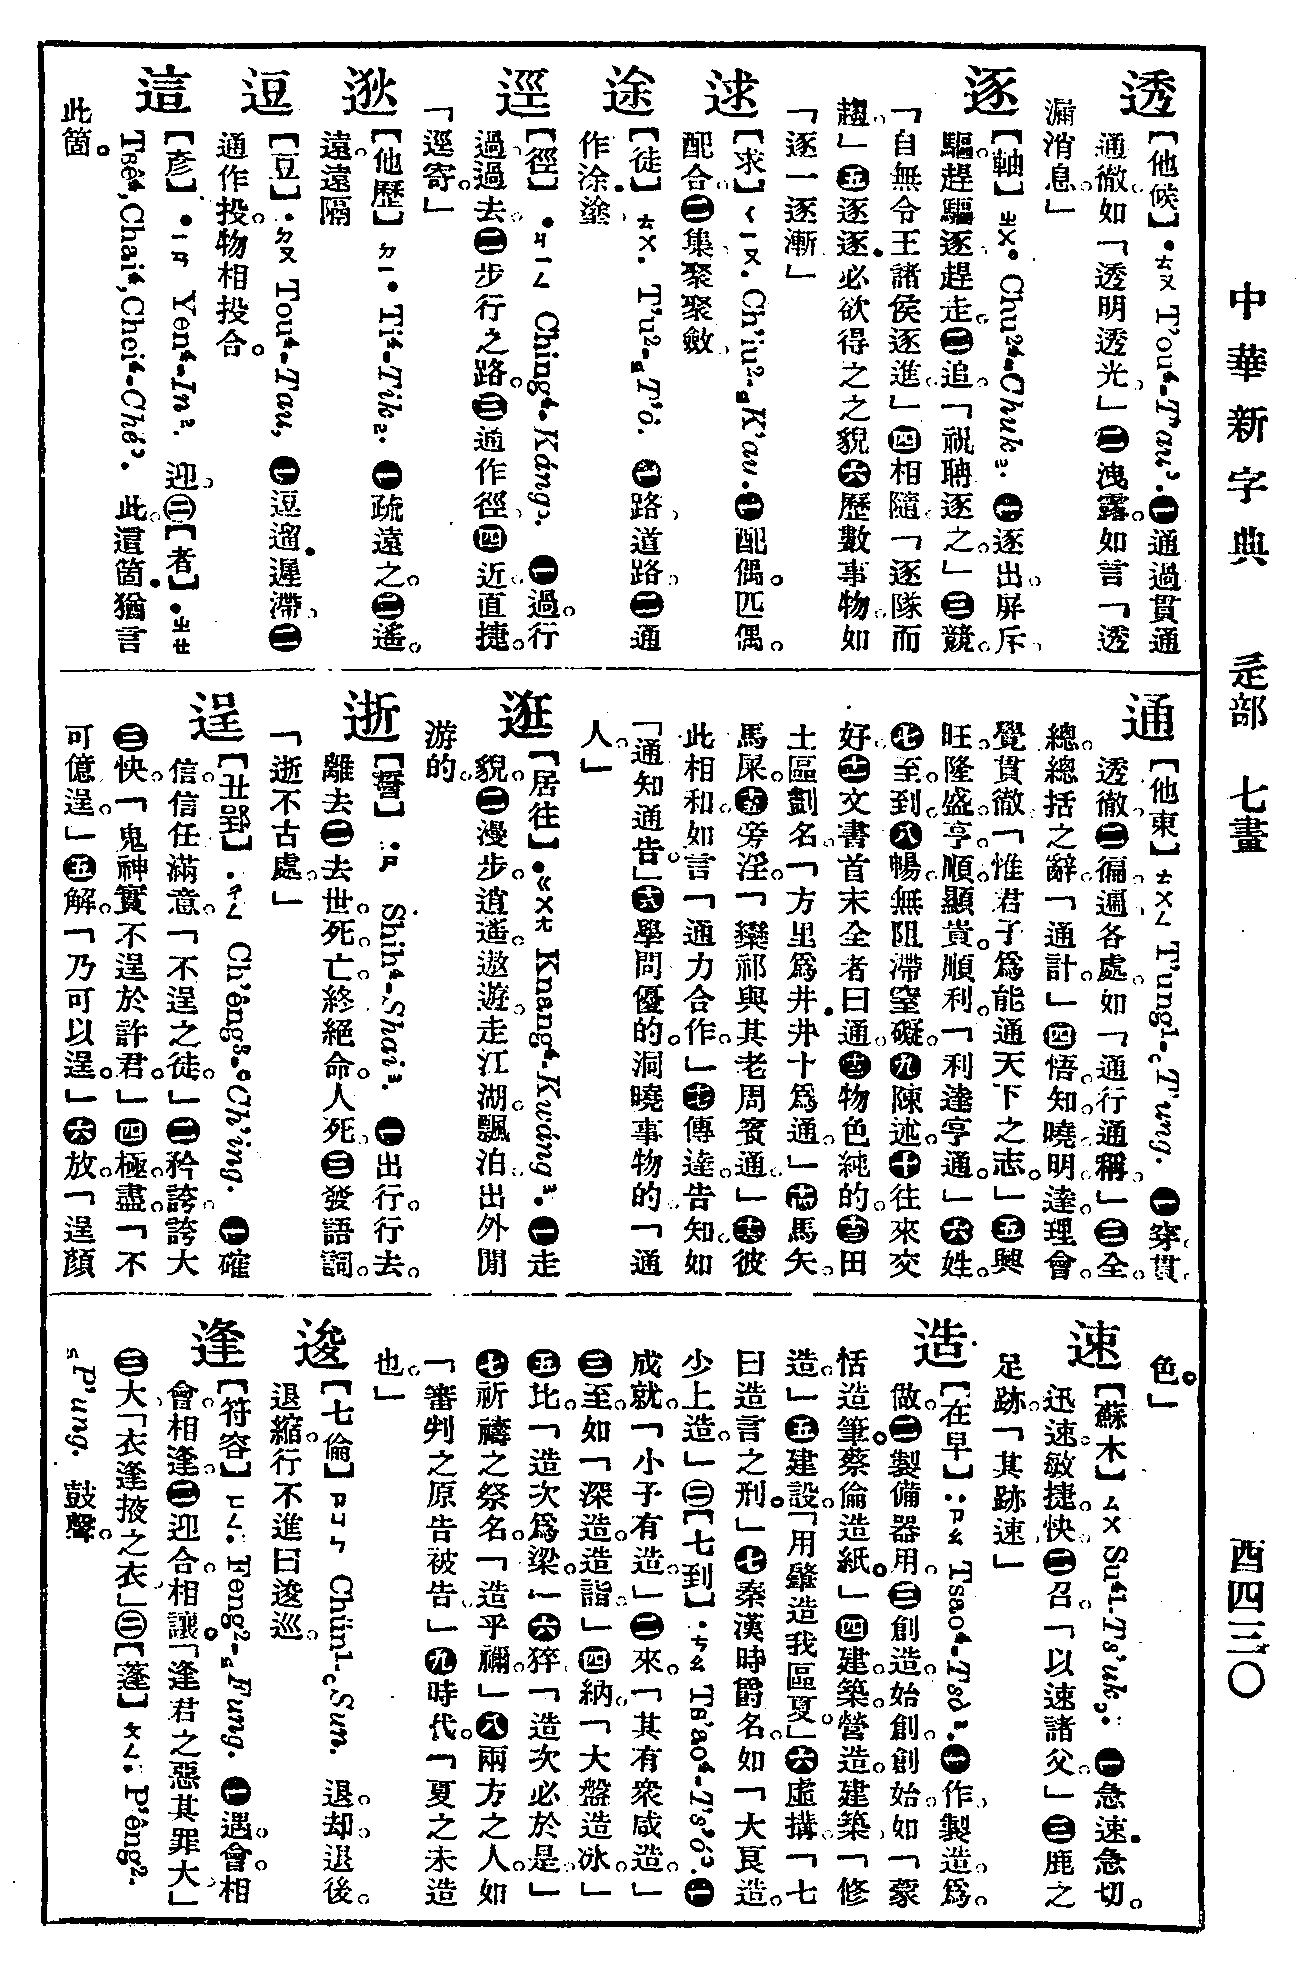 中華新字典　辵部　七畫　酉四三〇
透【他候】•ㄊㄡ T'ou⁴-T'au³. ㊀通過貫通
通徹如「透明透光」㊁洩露。如言「透
漏消息」
逐【軸】ㄓㄨ• Chu²⁴-Chuk₂. ㊀逐出。屏斥
驅。趕驅逐趕走。㊁追「祝聘逐之。」㊂競。
「自無令王諸侯逐進」㊃相隨「逐隊而
趨」㊄逐逐•必欲得之之貌㊅歷數事物如
「逐一逐漸」
逑【求】ㄑㄧㄡ. Ch'iu²-K'au. ㊀配偶。匹偶。
配合㊁集聚聚斂
途【徒】ㄊㄨ. T'u²-T'ó. ㊀路道路㊁通
作涂•塗
逕【徑】•ㄐㄧㄥ Ching⁴-Káng³. ㊀過。行
過過去㊁步行之路。㊂通作徑㊃近直捷。
「逕寄。」
逖【他歷】ㄊㄧ• Ti⁴-Tik₂. ㊀疏遠之。㊁遙
遠遠隔
逗【豆】•ㄉㄡ Tou⁴-Tau, ㊀逗遛•遲滯㊁
通作投。物相投合。
這【彥】•ㄧㄢ Yen⁴-In². 迎㊁【者】•ㄓㄝ
Tsê⁴, Chai⁴, Chei⁴-Ché². 此。這箇•猶言
此箇。
通【他東】ㄊㄨㄥ T'ung¹-T'ung. ㊀穿貫
透徹㊁徧遍各處如「通行通稱」㊂全。
總。總括之辭「通計」㊃悟。知曉。明達。理會。
覺貫徹「惟君子爲能通天下之志。」㊄興
旺。隆盛。亨。順。顯貴。順利。「利達亨通。」㊅姓。
㊆至。到。㊇暢無阻滯窒礙。㊈陳述。㊉往來交
好。文書首末全者曰通物色純的田
土區劃名「方里爲井•井十爲通」馬矢
馬屎。旁淫「欒祁與其老周賓通」彼
此相和如言「通力合作。」傳達告知如
「通知通告。」學問優的洞曉事物的「通
人」
逛【居往】•ㄍㄨㄤ Knang⁴-Kwáng³. ㊀走
貌㊁漫步。逍遙。遨遊。走江湖。飄泊出外閒
游的。
逝【誓】•ㄕ Shih⁴-Shai³. ㊀出行。行去。
離去㊁去世。死。亡。終絕命。人死。㊂發語詞。
「逝不古處。」
逞【丑郢】•ㄔㄥ Ch'êng³-Ch'ing. ㊀確
信信任滿意。「不逞之徒。」㊁矜誇誇大
㊂快。「鬼神實不逞於許君。」㊃極。盡。「不
可億逞。」㊄解。「乃可以逞。」㊅放。「逞顏
色。」
速【蘇木】ㄙㄨ Su⁴¹-Ts'uk₂. ㊀急速急切。
迅速敏捷快㊁召。「以速諸父。」㊂鹿之
足跡「其跡速」
造【在早】ㄗㄠ Tsao⁴-Tsò². ㊀作製造。爲。
做。㊁製備器用。㊂創造始創創始。如「蒙
恬造筆。蔡倫造紙。」㊃建築。營造。建築「修
造。」㊄建設「用肇造我區夏」㊅虛構「七
曰造言之刑。」㊆秦漢時爵名如「大良造。
少上造」㊁【七到】•ㄘㄠ Ts'ao⁴-Ts'ó³. ㊀
成就「小子有造」㊁來。「其有衆咸造。」
㊂至如「深造。造詣」㊃納。「大盤造冰。」
㊄比。「造次爲梁」㊅猝「造次必於是。」
㊆祈禱之祭名「造乎禰」㊇兩方之人。如
「審判之原告被告」㊈時代。「夏之未造
也」
逡【七倫】ㄑㄩㄣ Chün¹-Sun. 退。却。退後。
退縮。行不進曰逡巡
逢【符容】ㄈㄥ. Feng²-Fung. ㊀遇會。相
會相逢。㊁迎合。相讓。「逢君之惡其罪大」
㊂大「衣逢掖之衣」㊁【蓬】ㄆㄥ. P'êng².
P'ung. 鼓聲。